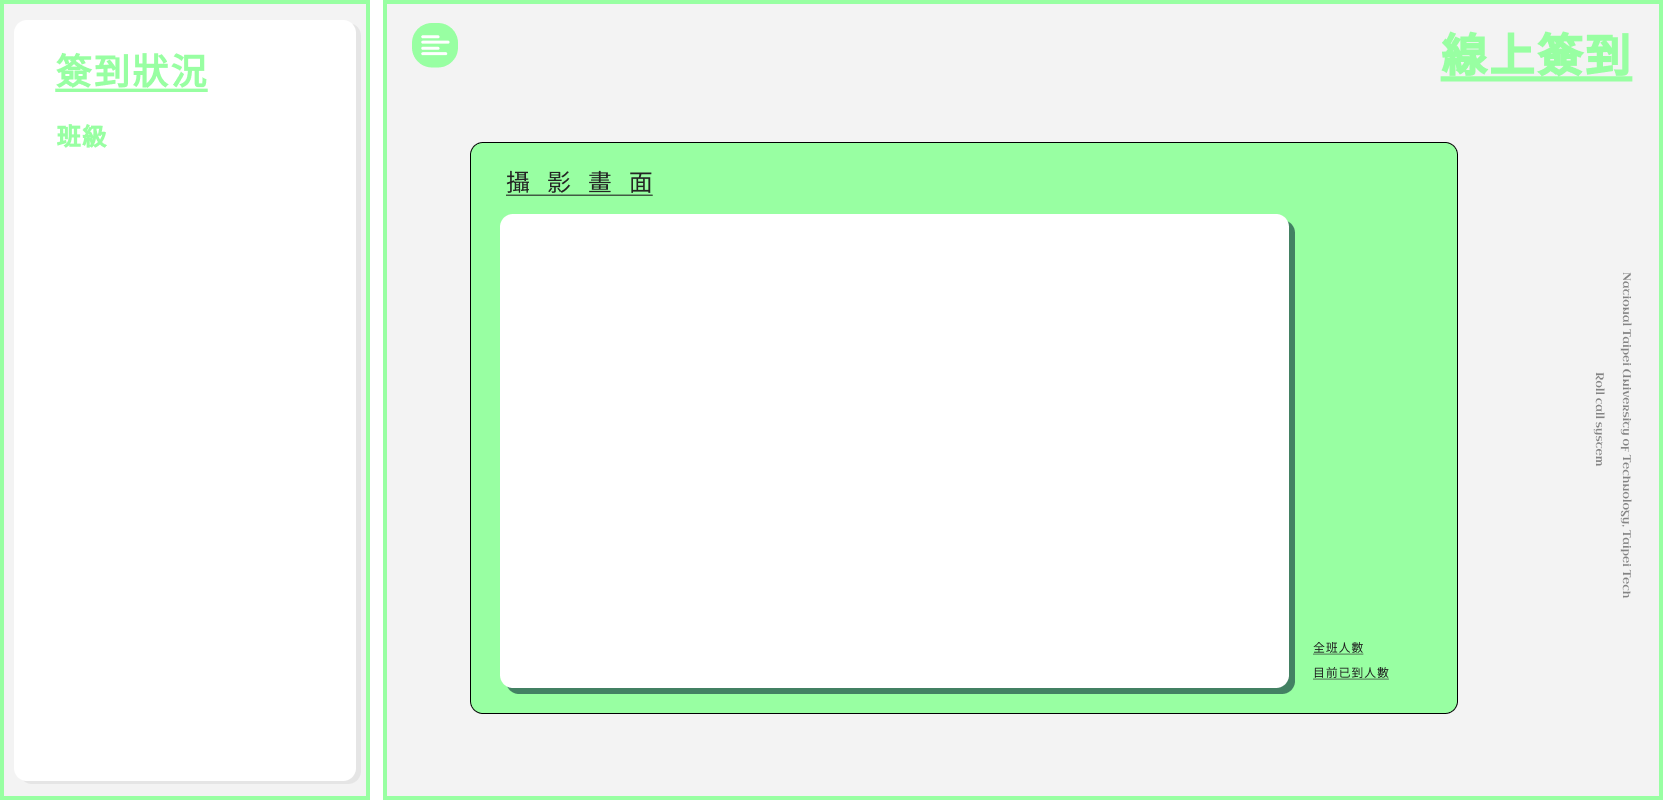 簽到狀況
班級
線上簽到
攝影畫面
全班人數
目前已到人數
National Taipei University of Technology, Taipei Tech
Roll call system